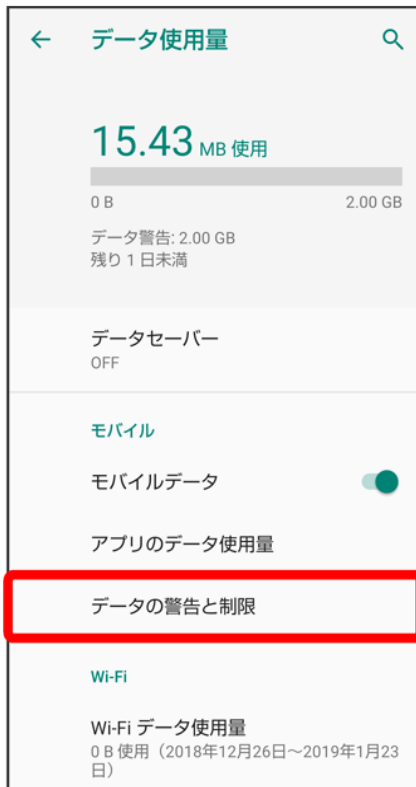 データ使用量
15.43 MB 使用
0 B 2.00 GB
データ警告: 2.00 GB
残り 1 日未満
データセーバー
OFF
モバイル
モバイルデータ
アプリのデータ使用量
データの警告と制限
Wi-Fi
Wi-Fi データ使用量
0 B 使用（2018年12月26日～2019年1月23
日）